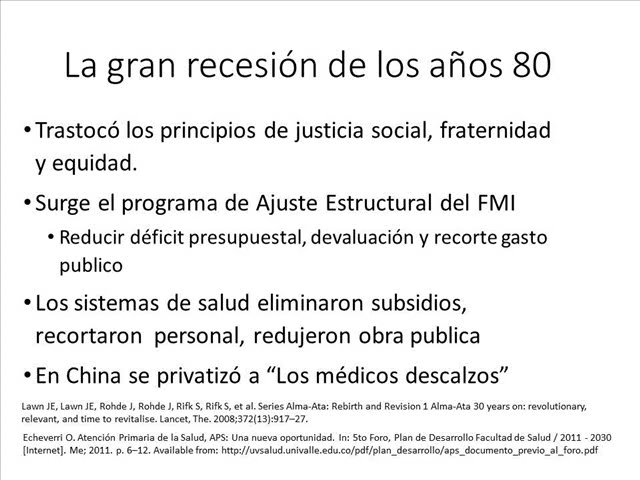 La gran recesión de los años 80
• Trastocó los principios de justicia social, fraternidad
y equidad.
• Surge el programa de Ajuste Estructural del FMI
• Reducir déficit presupuestal, devaluación y recorte gasto
publico
• Los sistemas de salud eliminaron subsidios,
recortaron personal, redujeron obra publica
• En China se privatizó a “Los médicos descalzos”
Lawn JE, Lawn JE, Rohde J, Rohde J, Rifk S, Rifk S, et al. Series Alma-Ata: Rebirth and Revision 1 Alma-Ata 30 years on: revolutionary,
relevant, and time to revitalise. Lancet, The. 2008;372(13):917–27.
Echeverri O. Atención Primaria de la Salud, APS: Una nueva oportunidad. In: 5to Foro, Plan de Desarrollo Facultad de Salud / 2011 - 2030
[Internet]. Me; 2011. p. 6–12. Available from: http://uvsalud.univalle.edu.co/pdf/plan_desarrollo/aps_documento_previo_al_foro.pdf